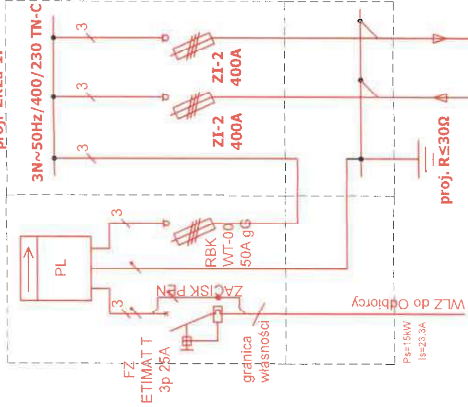 3N~50Hz/400/230 TN-C
3
3
3
ZI-2
400A
ZI-2
400A
proj. R≤30Ω
PL
3
3
RBK
WT-00
50A gG
ZACISK PEN
FZ
ETIMAT T
3p 25A
granica
własności
WLZ do Odbiorcy
Ps=15kW
Is=23,3A